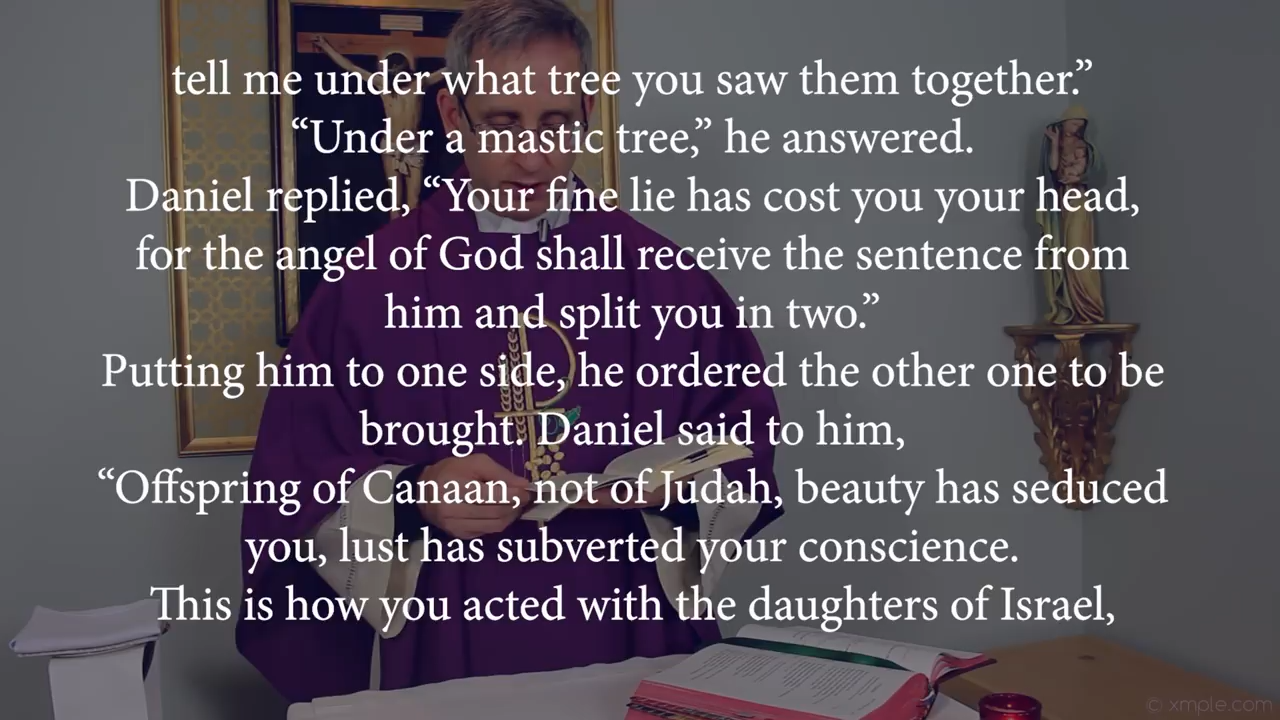 tell me under what tree you saw them together.”
“Under a mastic tree,” he answered.
Daniel replied, “Your fine lie has cost you your head,
for the angel of God shall receive the sentence from
him and split you in two.”
Putting him to one side, he ordered the other one to be
brought. Daniel said to him,
“Offspring of Canaan, not of Judah, beauty has seduced
you, lust has subverted your conscience.
This is how you acted with the daughters of Israel,
© xmple.com